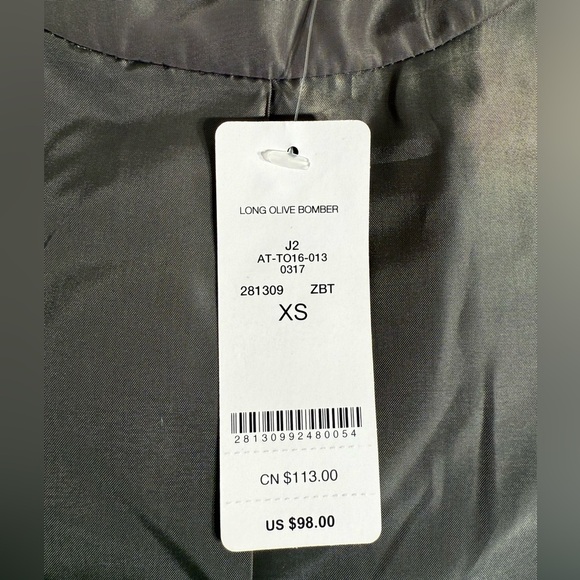 LONG OLIVE BOMBER
J2
AT-TO16-013
0317
281309 ZBT
XS
28130992480054
CN $113.00
US $98.00